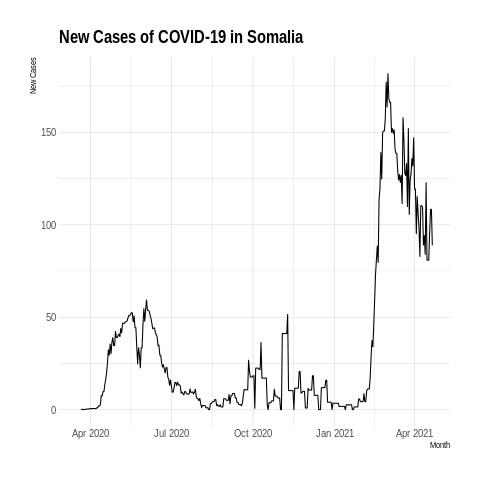 New Cases of COVID-19 in Somalia
New Cases
150
100
50
0
Apr 2020 Jul 2020 Oct 2020 Jan 2021 Apr 2021
Month